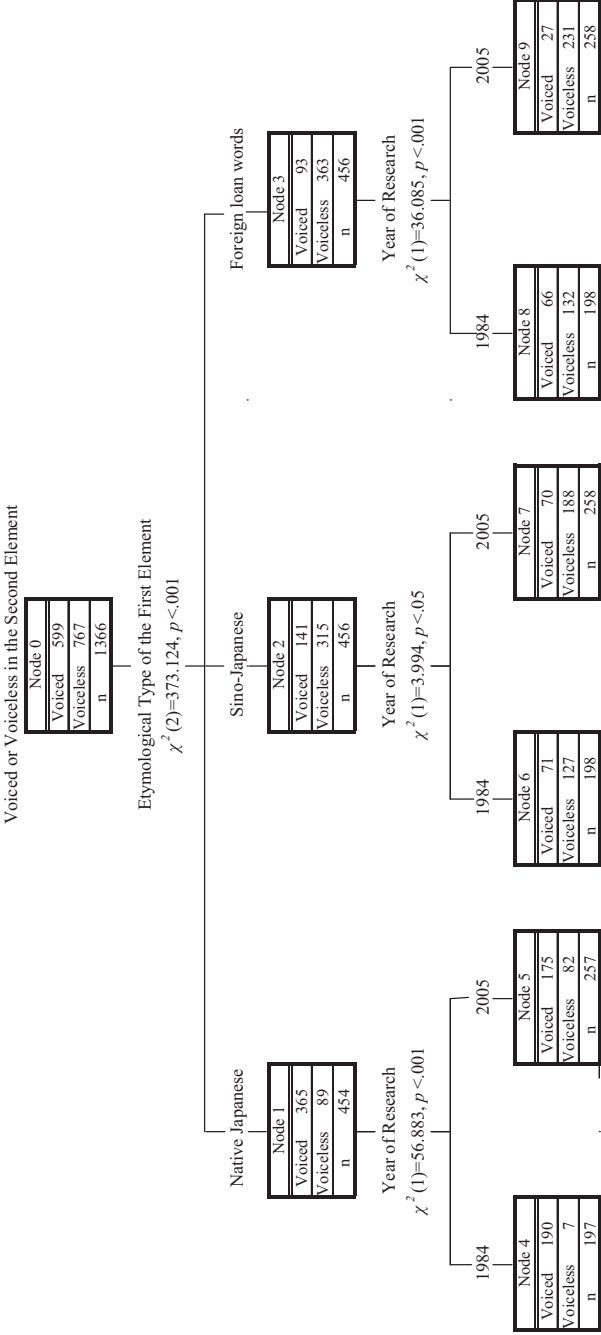 Voiced or Voiceless in the Second Element
Node 0
Voiced 599
Voiceless 767
n 1366
Etymological Type of the First Element
χ² (2)=373.124, p<.001
Native Japanese
Sino-Japanese
Foreign loan words
Node 1
Voiced 365
Voiceless 89
n 454
Node 2
Voiced 141
Voiceless 315
n 456
Node 3
Voiced 93
Voiceless 363
n 456
Year of Research
χ² (1)=56.883, p<.001
Year of Research
χ² (1)=3.994, p<.05
Year of Research
χ² (1)=36.085, p<.001
1984
2005
1984
2005
1984
2005
Node 4
Voiced 190
Voiceless 7
n 197
Node 5
Voiced 175
Voiceless 82
n 257
Node 6
Voiced 71
Voiceless 127
n 198
Node 7
Voiced 70
Voiceless 188
n 258
Node 8
Voiced 66
Voiceless 132
n 198
Node 9
Voiced 27
Voiceless 231
n 258